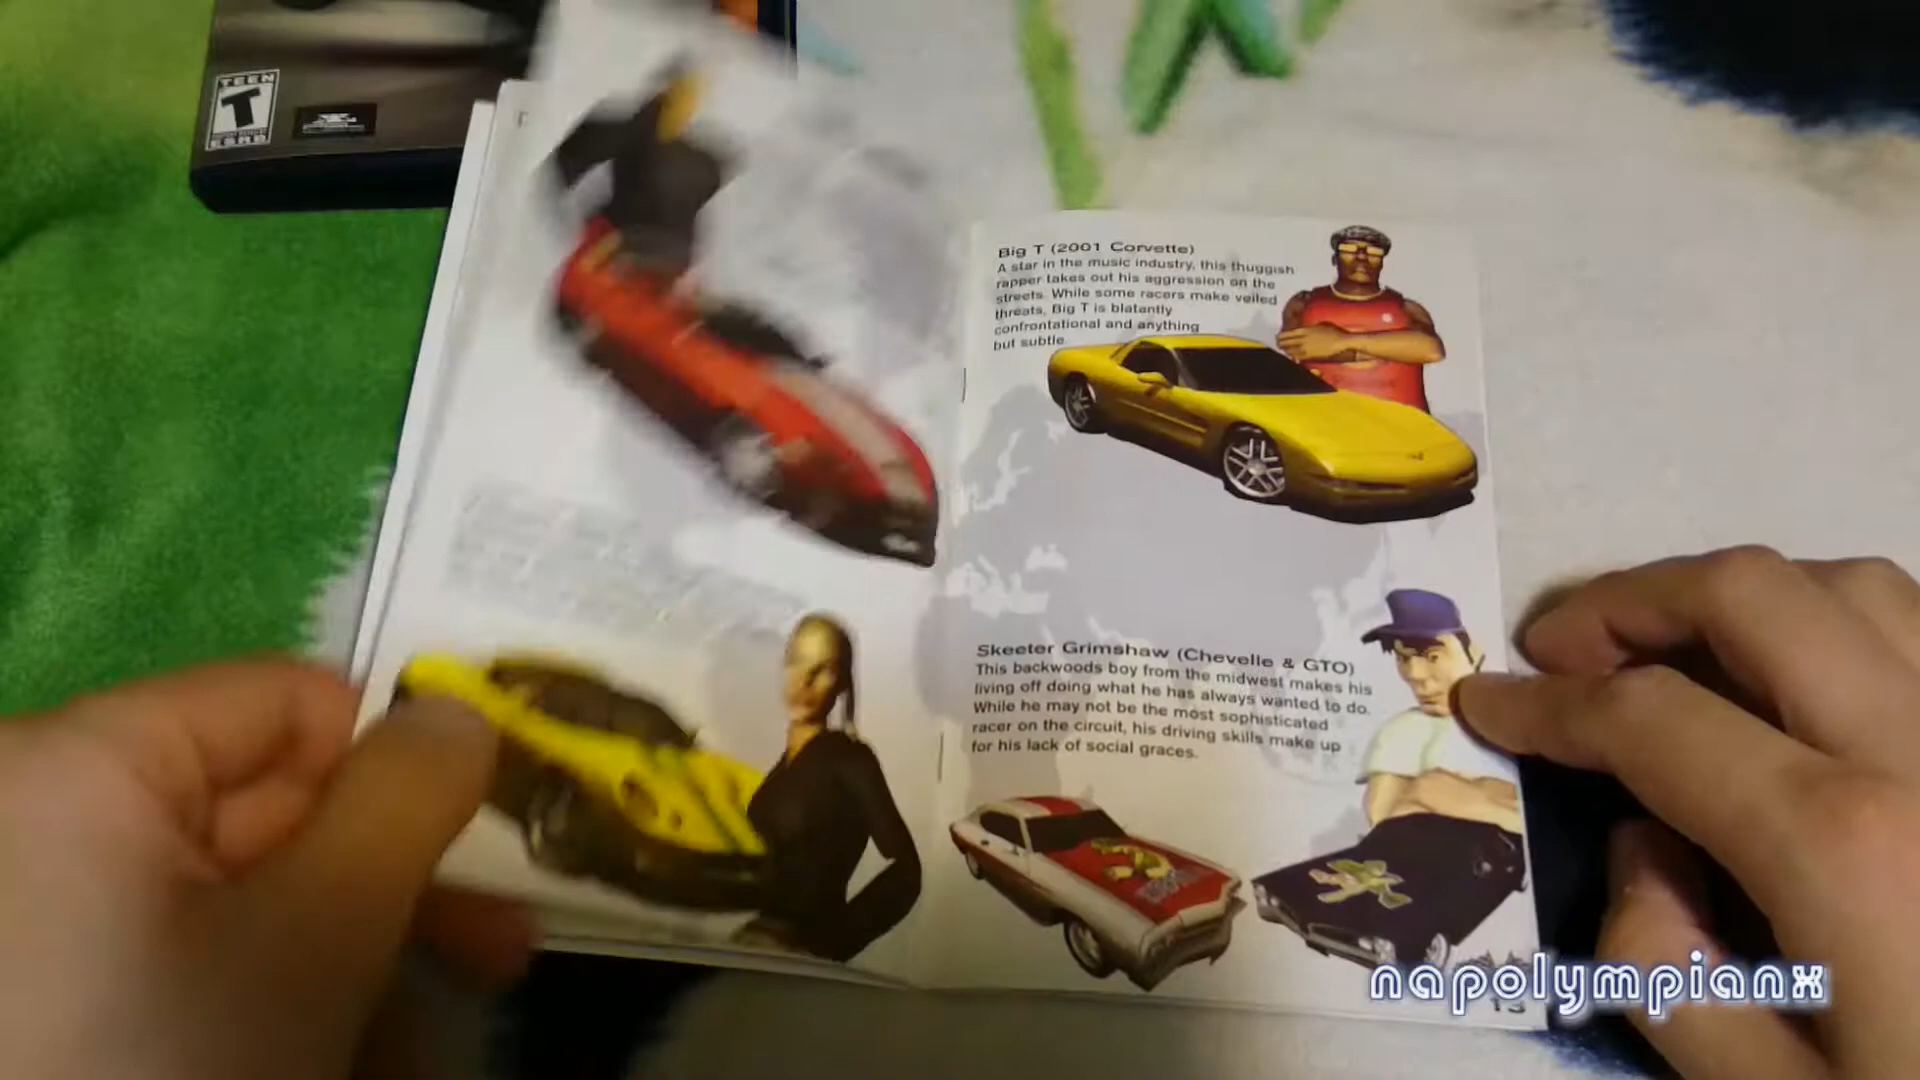 TEEN
T
ESRB
Big T (2001 Corvette)
A star in the music industry, this thuggish
rapper takes out his aggression on the
streets. While some racers make veiled
threats, Big T is blatantly
confrontational and anything
but subtle.
Skeeter Grimshaw (Chevelle & GTO)
This backwoods boy from the midwest makes his
living off doing what he has always wanted to do.
While he may not be the most sophisticated
racer on the circuit, his driving skills make up
for his lack of social graces.
napolympianx